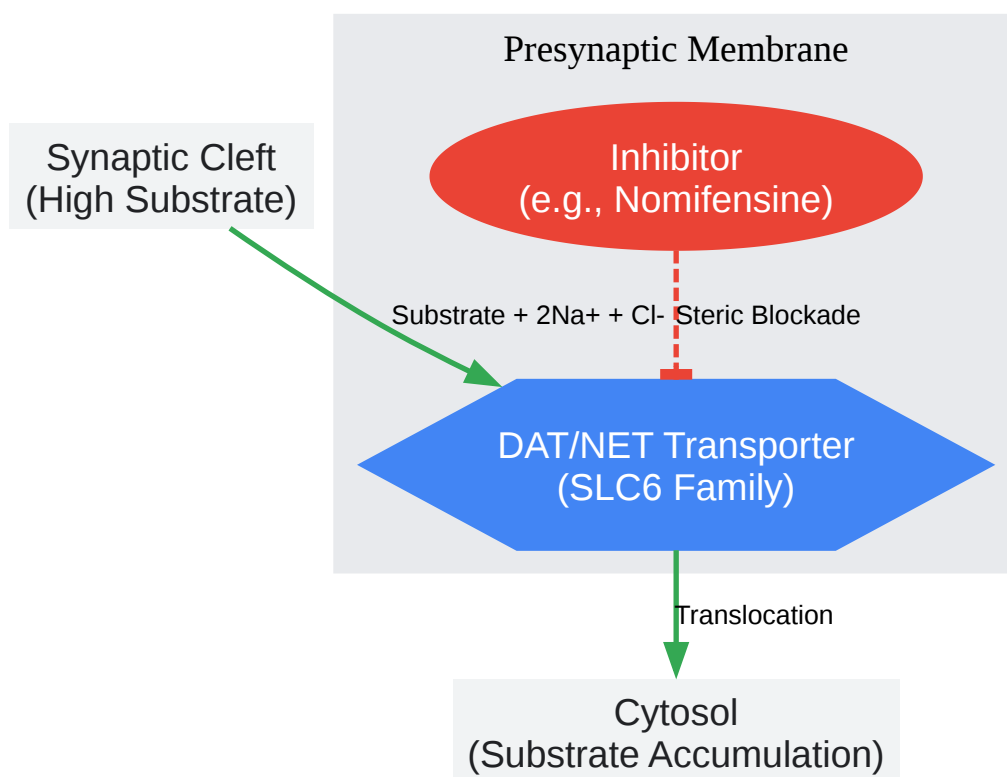 Presynaptic Membrane
Synaptic Cleft
(High Substrate)
Inhibitor
(e.g., Nomifensine)
Substrate + 2Na+ + Cl-
Steric Blockade
DAT/NET Transporter
(SLC6 Family)
Translocation
Cytosol
(Substrate Accumulation)